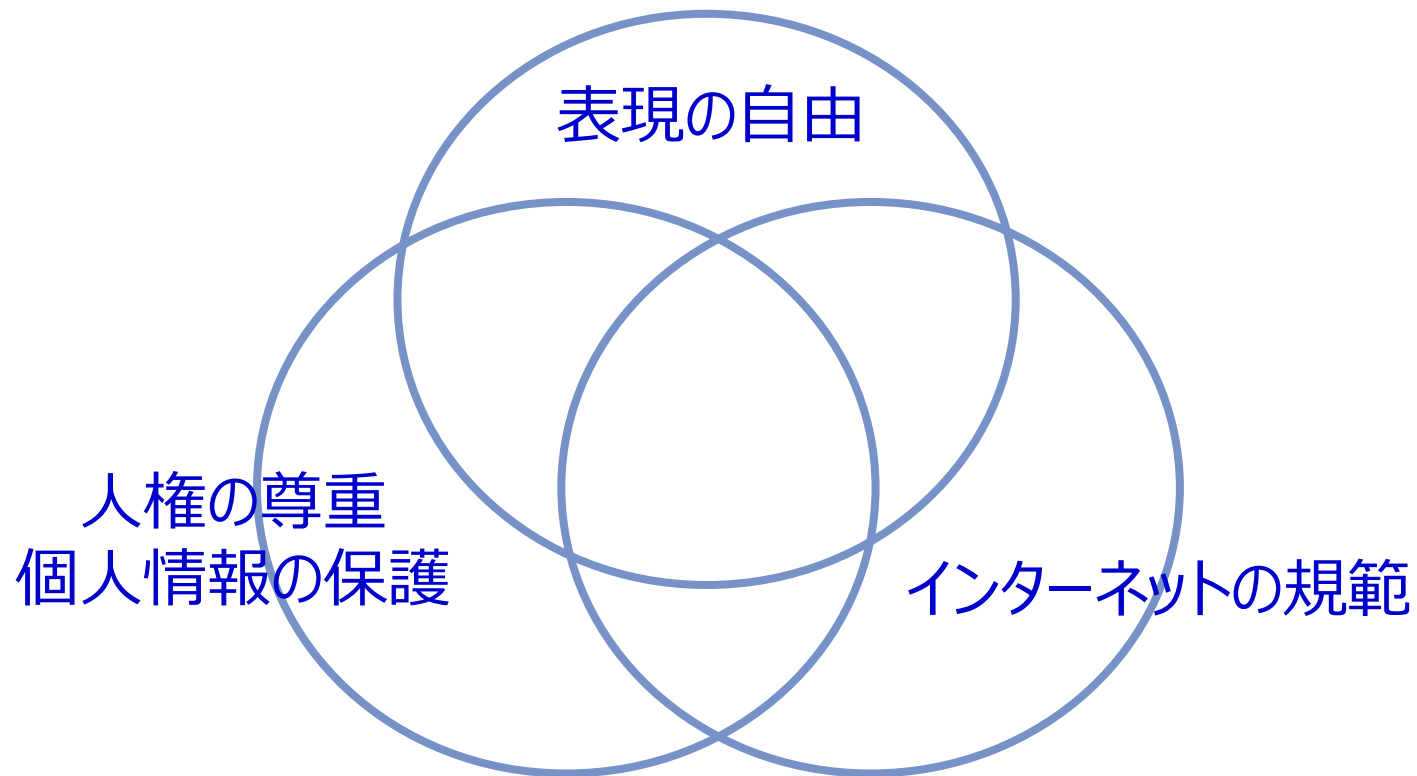 表現の自由
人権の尊重
個人情報の保護
インターネットの規範